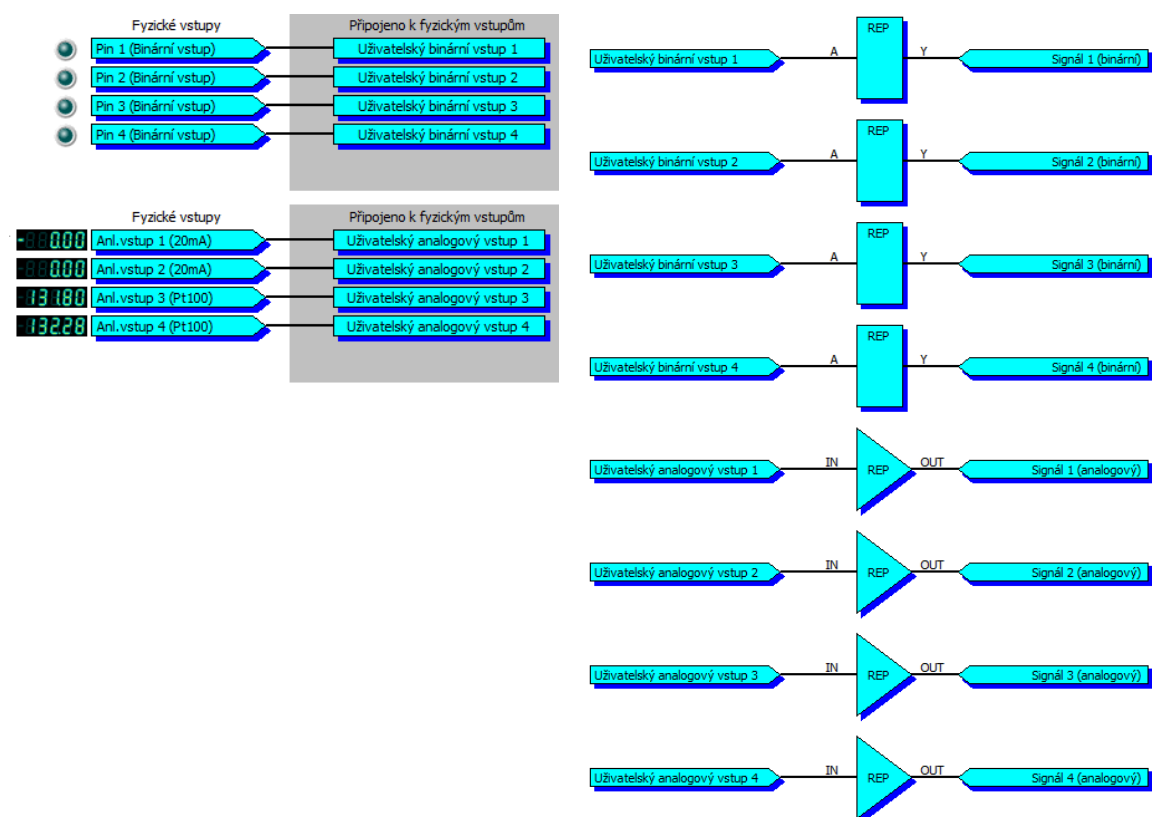 Fyzické vstupy
Připojeno k fyzickým vstupům
Pin 1 (Binární vstup)
Uživatelský binární vstup 1
Pin 2 (Binární vstup)
Uživatelský binární vstup 2
Pin 3 (Binární vstup)
Uživatelský binární vstup 3
Pin 4 (Binární vstup)
Uživatelský binární vstup 4
Fyzické vstupy
Připojeno k fyzickým vstupům
-0.00
Anl.vstup 1 (20mA)
Uživatelský analogový vstup 1
0.00
Anl.vstup 2 (20mA)
Uživatelský analogový vstup 2
131.80
Anl.vstup 3 (Pt100)
Uživatelský analogový vstup 3
132.28
Anl.vstup 4 (Pt100)
Uživatelský analogový vstup 4
Uživatelský binární vstup 1
A
REP
Y
Signál 1 (binární)
Uživatelský binární vstup 2
A
REP
Y
Signál 2 (binární)
Uživatelský binární vstup 3
A
REP
Y
Signál 3 (binární)
Uživatelský binární vstup 4
A
REP
Y
Signál 4 (binární)
Uživatelský analogový vstup 1
IN
REP
OUT
Signál 1 (analogový)
Uživatelský analogový vstup 2
IN
REP
OUT
Signál 2 (analogový)
Uživatelský analogový vstup 3
IN
REP
OUT
Signál 3 (analogový)
Uživatelský analogový vstup 4
IN
REP
OUT
Signál 4 (analogový)